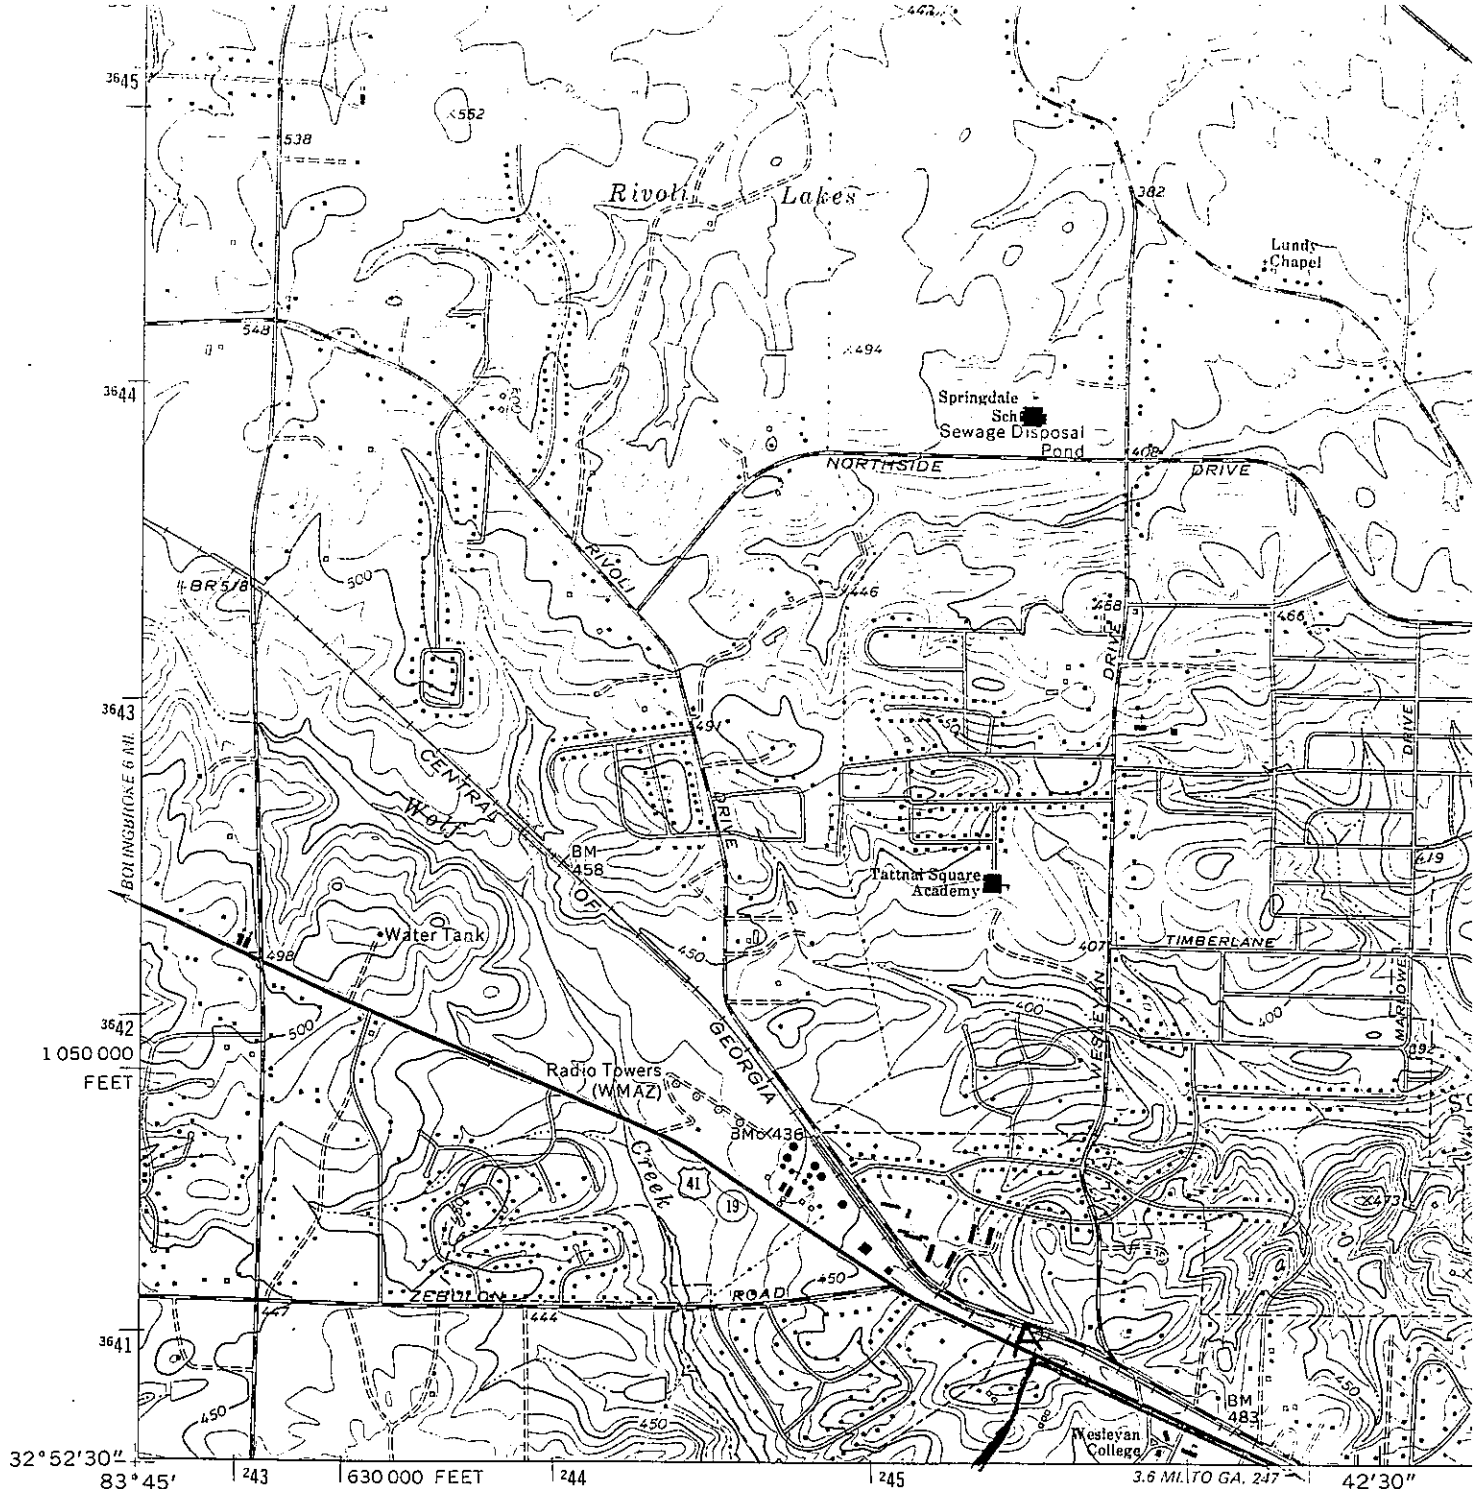 3645
552
538
Rivoli Lakes
382
Lundy
Chapel
548
494
3644
Springdale
Sch
Sewage Disposal
Pond
NORTHSIDE
408
DRIVE
RIVOLI
500
BR 518
446
458
466
DRIVE
3643
491
DRIVE
BOLINGBROKE 6 MI.
CENTRAL
Wolf
DRIVE
BM
458
OF
419
Tattnal Square
Academy
Water Tank
450
498
407
TIMBERLANE
WESLEYAN
MARLOWE
3642
500
400
400
GEORGIA
392
1 050 000
FEET
Radio Towers
(WMAZ)
BM 436
Creek
41
19
473
450
ZEBULON
ROAD
447
444
3641
450
450
450
BM
483
Wesleyan
College
32°52'30"
83°45'
243
630 000 FEET
244
245
3.6 MI. TO GA. 247
42'30"